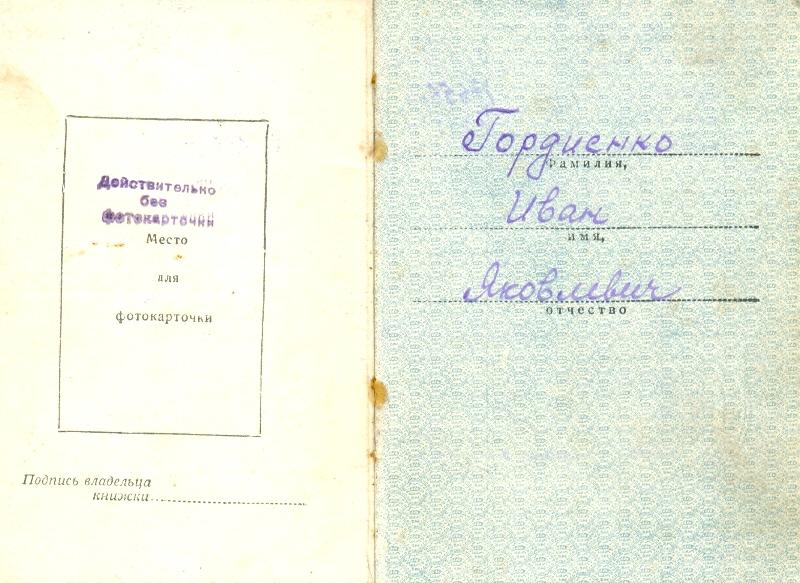 Действительно
без
фотокарточки
Место
для
фотокарточки
Подпись владельца
книжки
Гордиенко
Фамилия,
Иван
имя,
Яковлевич
отчество